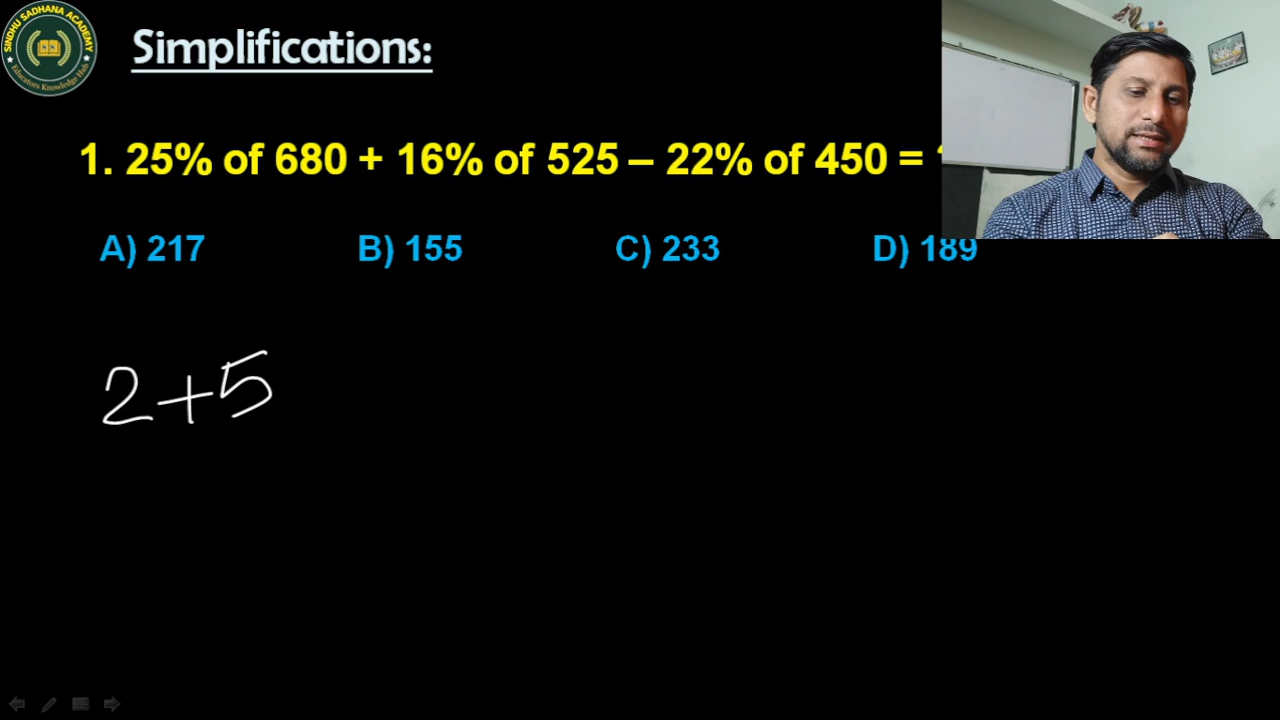 SINDHU SADHANA ACADEMY
Educators Knowledge Hub
Simplifications:
1. 25% of 680 + 16% of 525 – 22% of 450 =
A) 217 B) 155 C) 233 D) 189
2+5